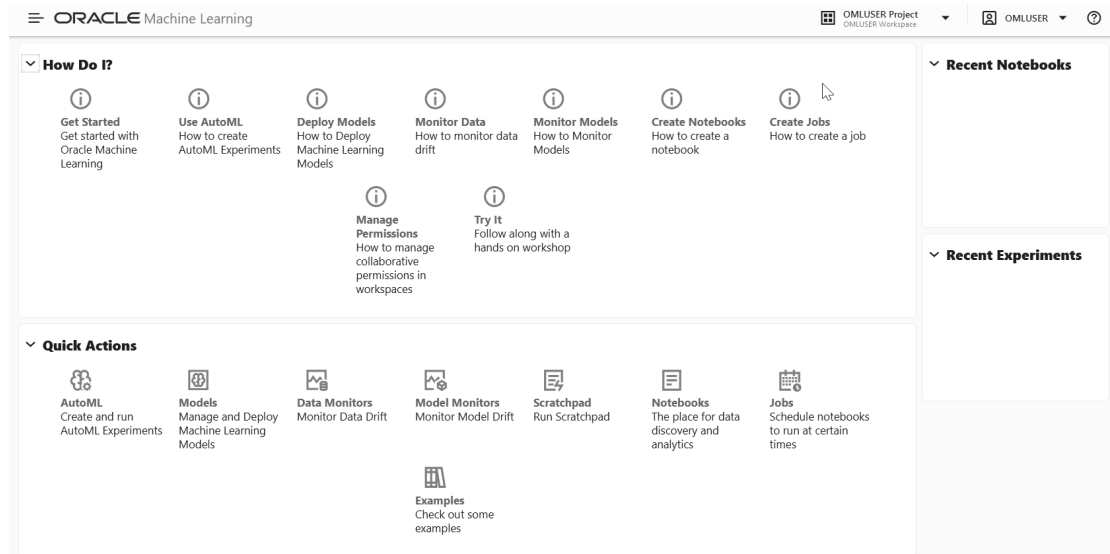 ORACLE Machine Learning
OMLUSER Project
OMLUSER Workspace
OMLUSER
How Do I?
Get Started
Get started with
Oracle Machine
Learning
Use AutoML
How to create
AutoML Experiments
Deploy Models
How to Deploy
Machine Learning
Models
Monitor Data
How to monitor data
drift
Monitor Models
How to Monitor
Models
Create Notebooks
How to create a
notebook
Create Jobs
How to create a job
Manage
Permissions
How to manage
collaborative
permissions in
workspaces
Try It
Follow along with a
hands on workshop
Quick Actions
AutoML
Create and run
AutoML Experiments
Models
Manage and Deploy
Machine Learning
Models
Data Monitors
Monitor Data Drift
Model Monitors
Monitor Model Drift
Scratchpad
Run Scratchpad
Notebooks
The place for data
discovery and
analytics
Jobs
Schedule notebooks
to run at certain
times
Examples
Check out some
examples
Recent Notebooks
Recent Experiments